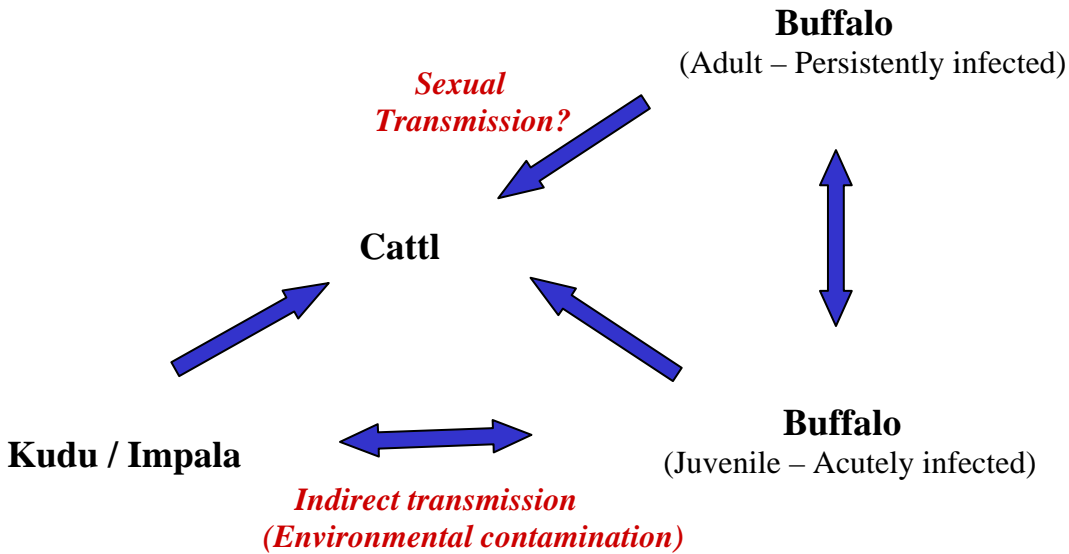 Buffalo
(Adult – Persistently infected)
Sexual
Transmission?
Cattl
Kudu / Impala
Buffalo
(Juvenile – Acutely infected)
Indirect transmission
(Environmental contamination)